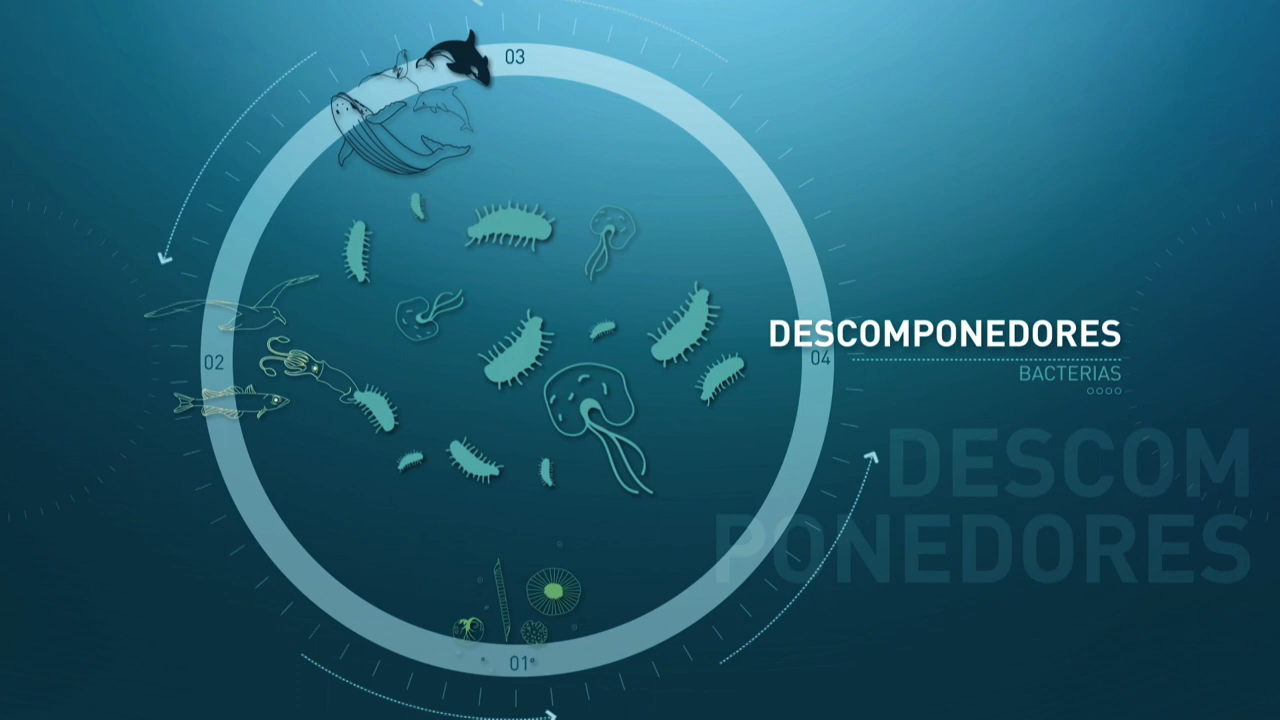 03
02
DESCOMPONEDORES
04
BACTERIAS
DESCOM
PONEDORES
01°